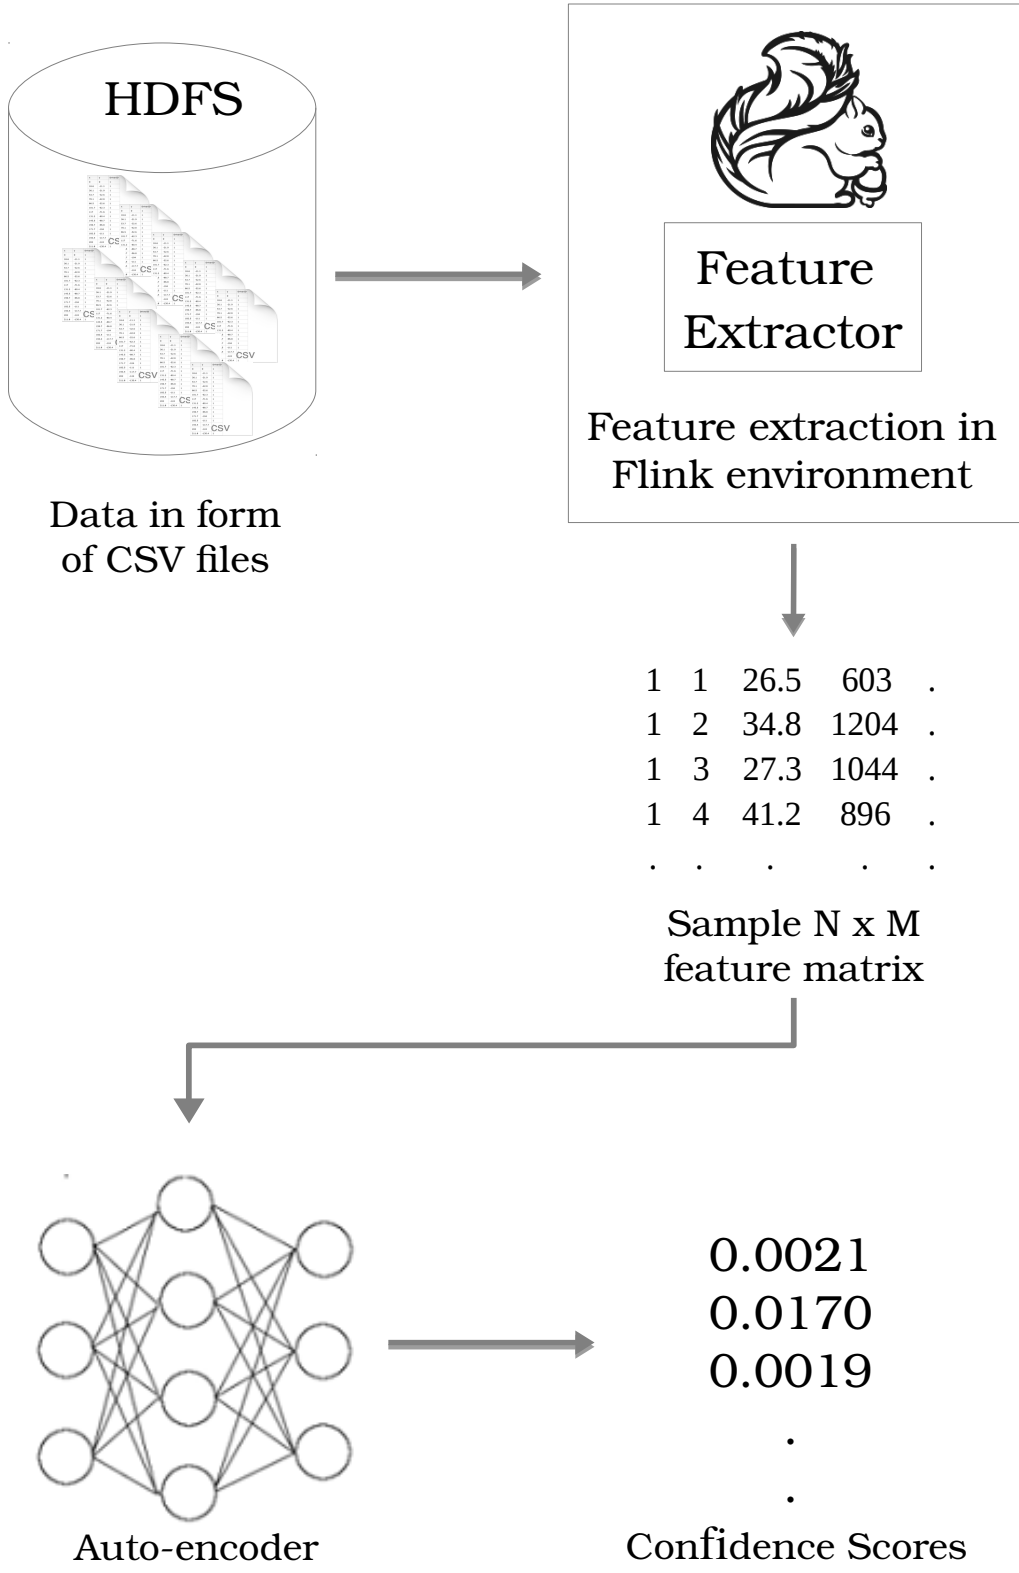 HDFS
CSV
CSV
Data in form
of CSV files
Feature
Extractor
Feature extraction in
Flink environment
1 1 26.5 603 .
1 2 34.8 1204 .
1 3 27.3 1044 .
1 4 41.2 896 .
. . . . .
Sample N x M
feature matrix
Auto-encoder
0.0021
0.0170
0.0019
.
.
Confidence Scores